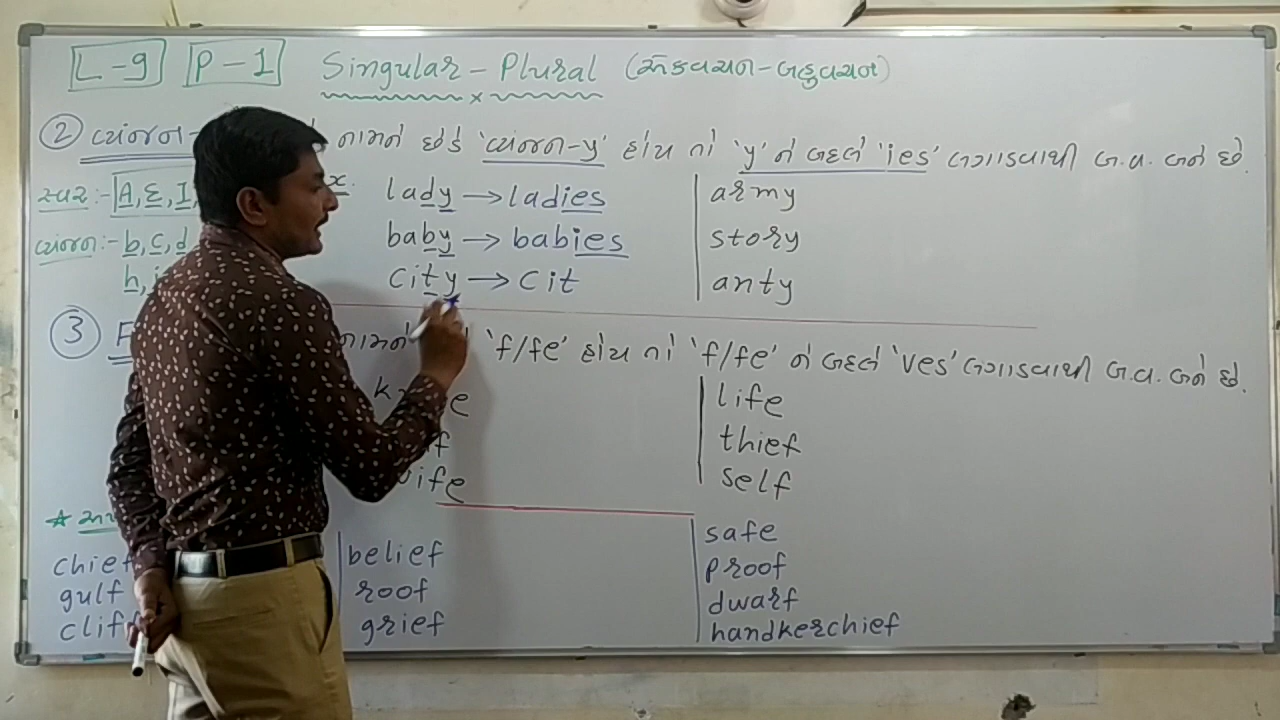 L-9 P-1 Singular - Plural (એકવચન-બહુવચન)
② વ્યંજન- નામને છેડે 'વ્યંજન-y' હોય તો 'y' ને બદલે 'ies' લગાડવાથી બ.વ. બને છે.
સ્વર :- A, E, I,
lady → ladies
army
વ્યંજન :- b, c, d
baby → babies
story
h,
city → cit
anty
③ F નામને 'f/fe' હોય તો 'f/fe' ને બદલે 'ves' લગાડવાથી બ.વ. બને છે.
life
thief
wife
self
chief
belief
safe
gulf
roof
proof
cliff
grief
dwarf
handkerchief